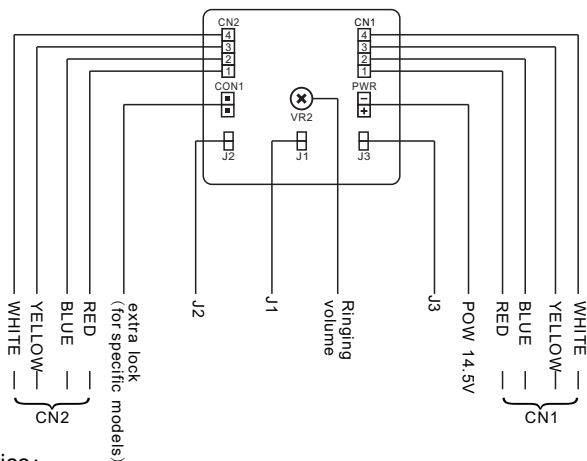 CN2
CN1
4
3
2
1
4
3
2
1
CON1
PWR
−
+
VR2
J2
J1
J3
WHITE
YELLOW
BLUE
RED
extra lock
(for specific models)
J2
J1
Ringing
volume
J3
POW 14.5V
RED
BLUE
YELLOW
WHITE
CN2
CN1